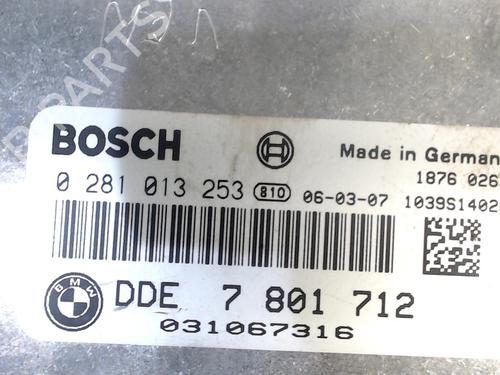 BOSCH
Made in German
0 281 013 253 810 06-03-07
1876 026
1039S1402
BMW DDE 7 801 712
031067316